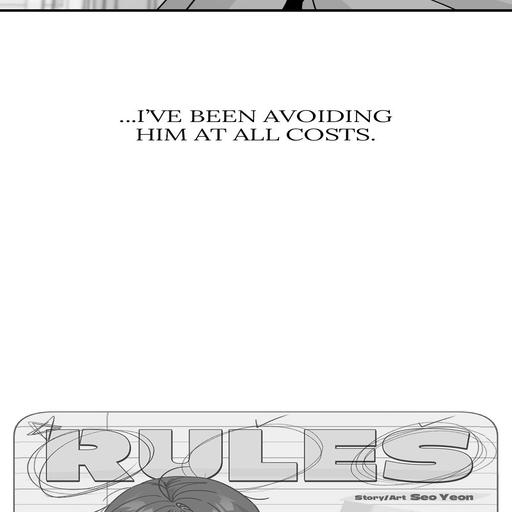 ...I'VE BEEN AVOIDING
HIM AT ALL COSTS.
RULES
Story/Art Seo Yeon